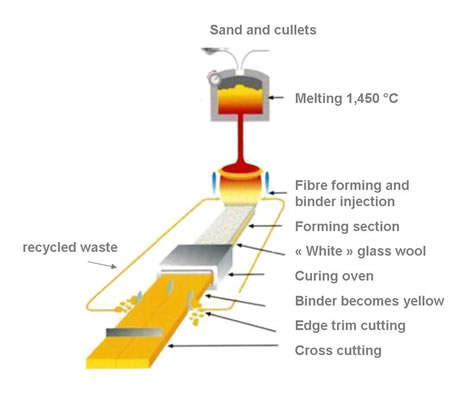 Sand and cullets
Melting 1,450 °C
Fibre forming and
binder injection
Forming section
« White » glass wool
recycled waste
Curing oven
Binder becomes yellow
Edge trim cutting
Cross cutting